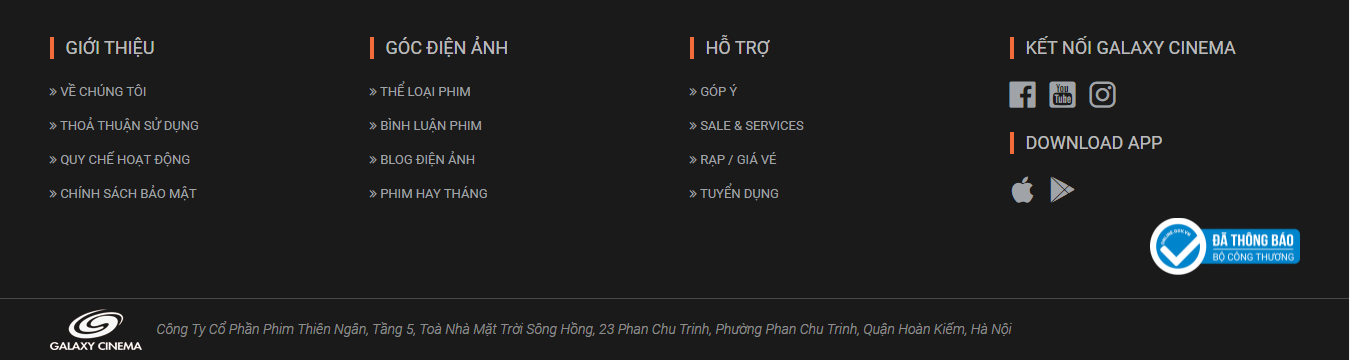 GIỚI THIỆU
VỀ CHÚNG TÔI
THOẢ THUẬN SỬ DỤNG
QUY CHẾ HOẠT ĐỘNG
CHÍNH SÁCH BẢO MẬT
GÓC ĐIỆN ẢNH
THỂ LOẠI PHIM
BÌNH LUẬN PHIM
BLOG ĐIỆN ẢNH
PHIM HAY THÁNG
HỖ TRỢ
GÓP Ý
SALE & SERVICES
RẠP / GIÁ VÉ
TUYỂN DỤNG
KẾT NỐI GALAXY CINEMA
You
Tube
DOWNLOAD APP
ONLINE.GOV.VN
ĐÃ THÔNG BÁO
BỘ CÔNG THƯƠNG
GALAXY CINEMA
Công Ty Cổ Phần Phim Thiên Ngân, Tầng 5, Toà Nhà Mặt Trời Sông Hồng, 23 Phan Chu Trinh, Phường Phan Chu Trinh, Quận Hoàn Kiếm, Hà Nội